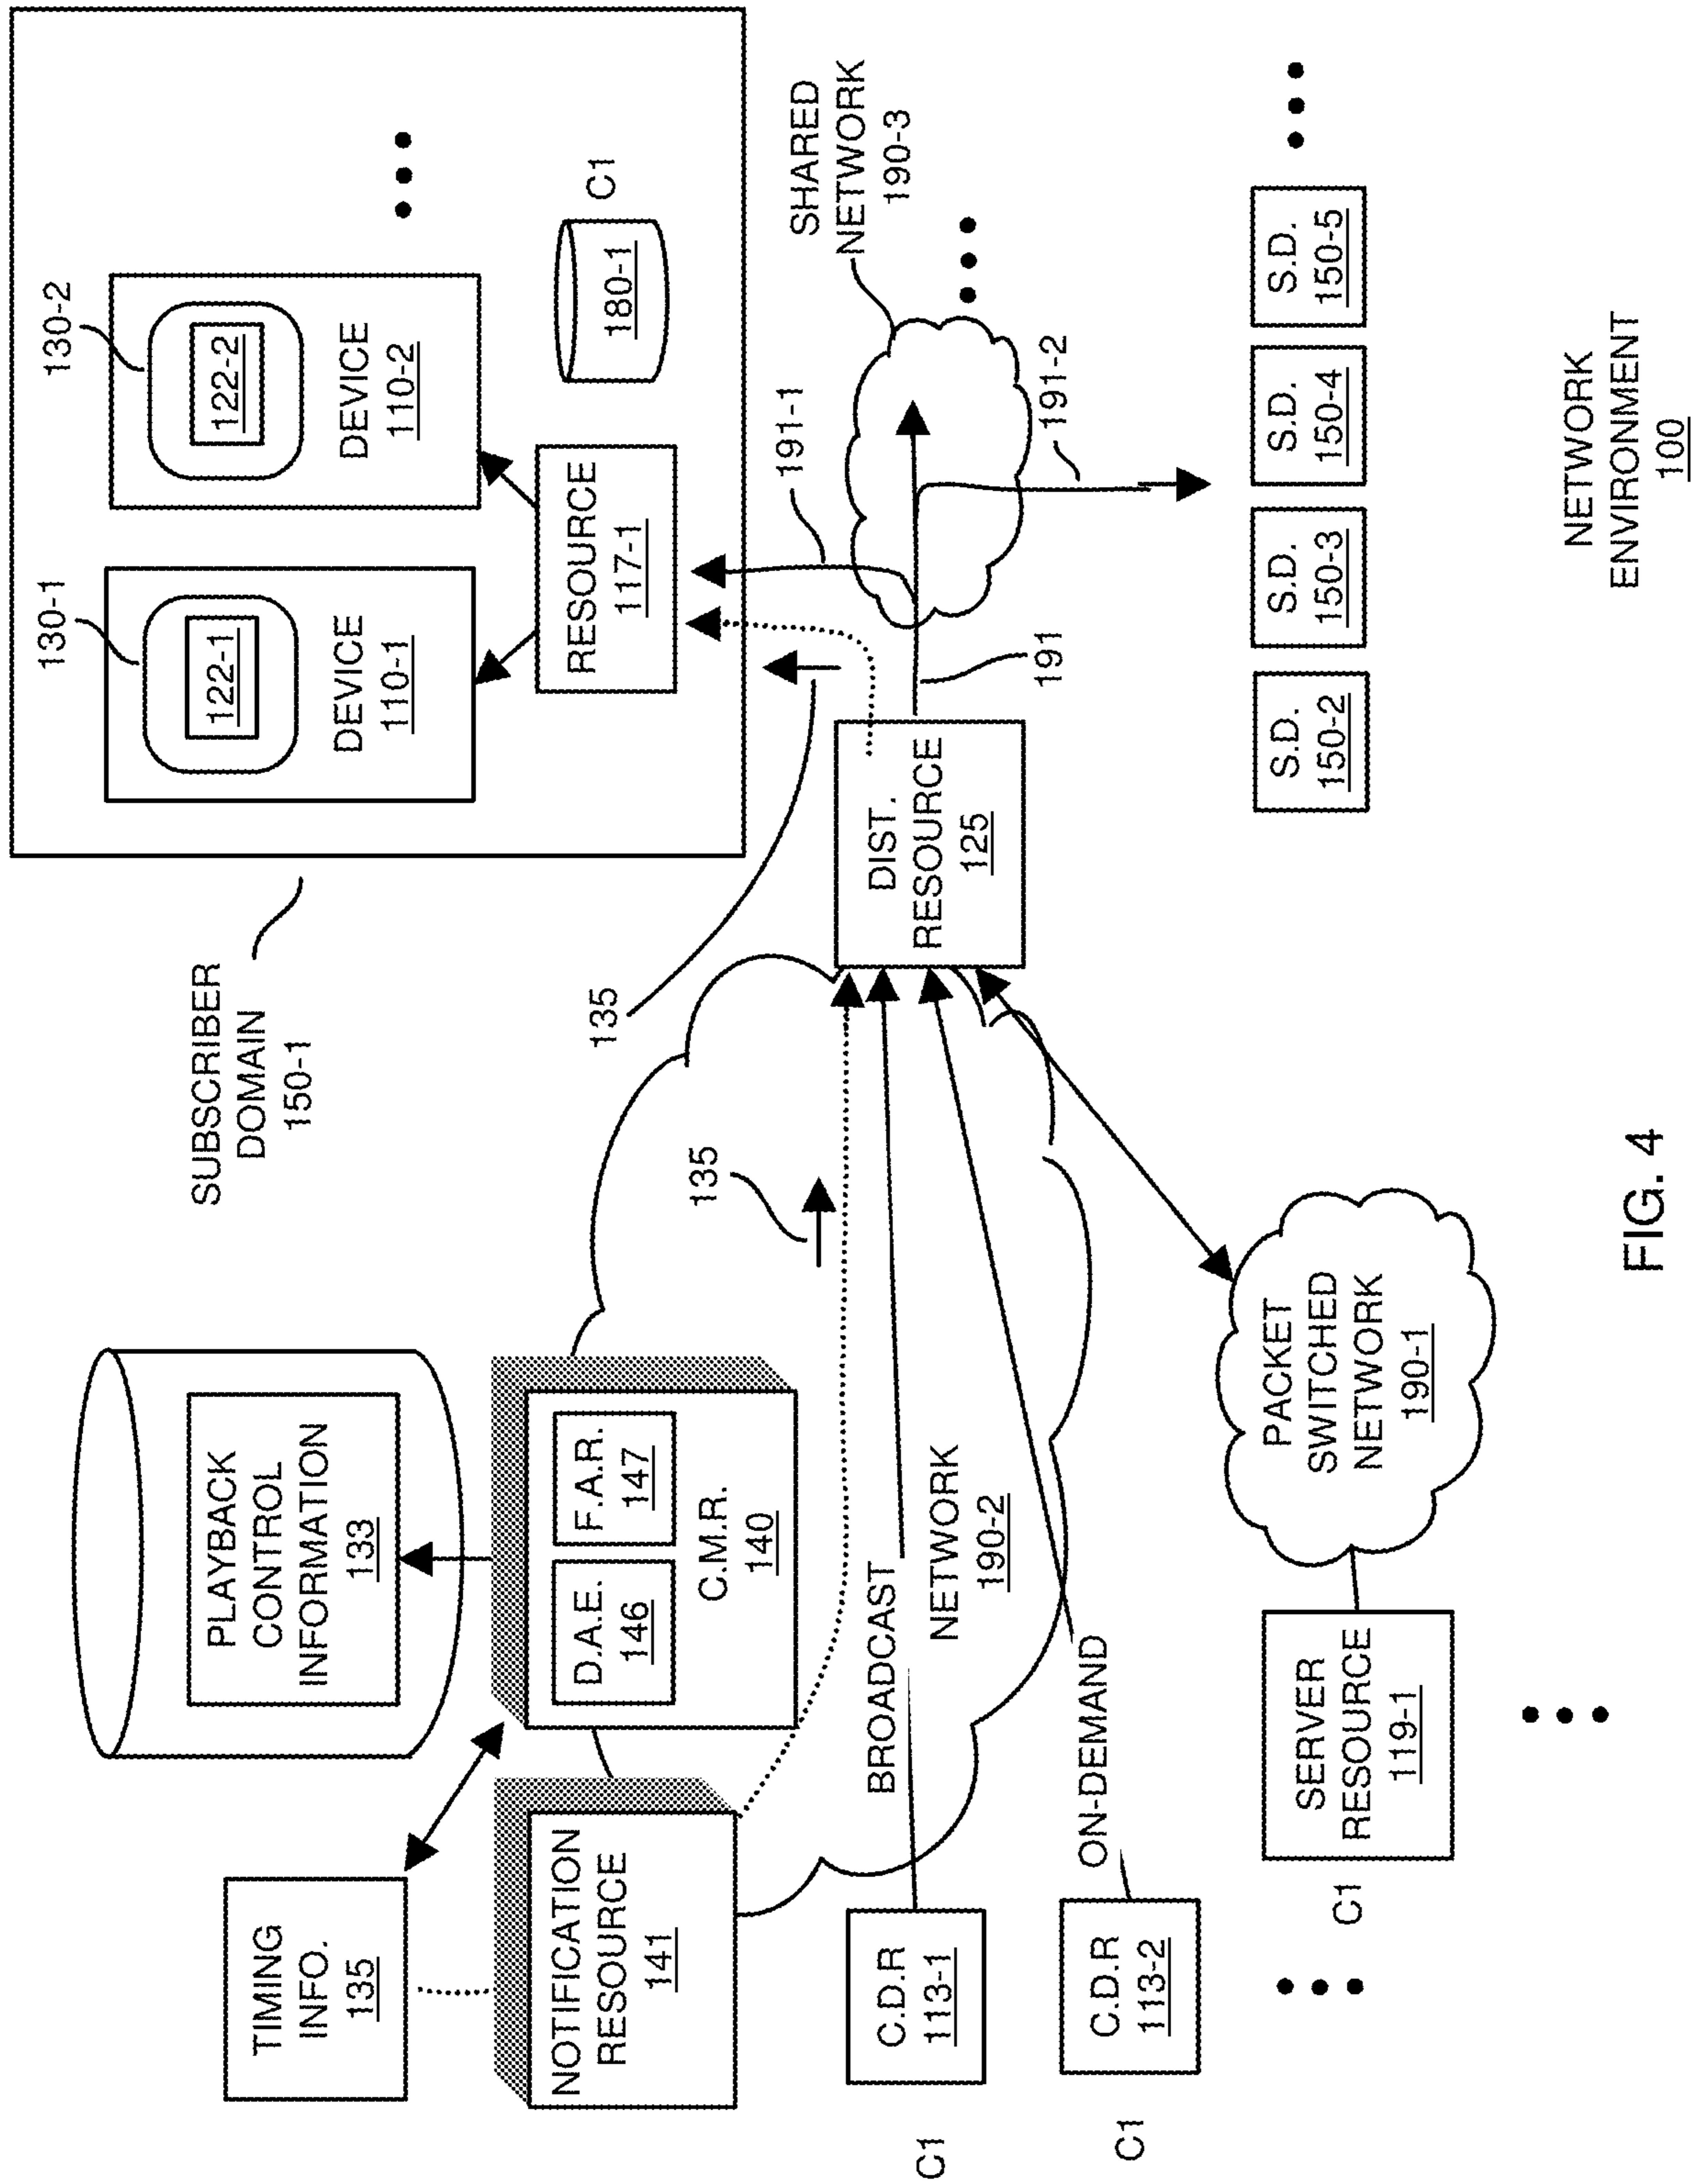 TIMING
INFO.
135
PLAYBACK
CONTROL
INFORMATION
133
SUBSCRIBER
DOMAIN
150-1
130-1
122-1
DEVICE
110-1
130-2
122-2
DEVICE
110-2
RESOURCE
117-1
180-1
C1
NOTIFICATION
RESOURCE
141
D.A.E.
146
F.A.R.
147
C.M.R.
140
135
135
191-1
SHARED
NETWORK
190-3
DIST.
RESOURCE
125
191
191-2
BROADCAST
NETWORK
190-2
C.D.R
113-1
C1
ON-DEMAND
C.D.R
113-2
C1
PACKET
SWITCHED
NETWORK
190-1
SERVER
RESOURCE
119-1
C1
S.D.
150-2
S.D.
150-3
S.D.
150-4
S.D.
150-5
NETWORK
ENVIRONMENT
100
FIG. 4